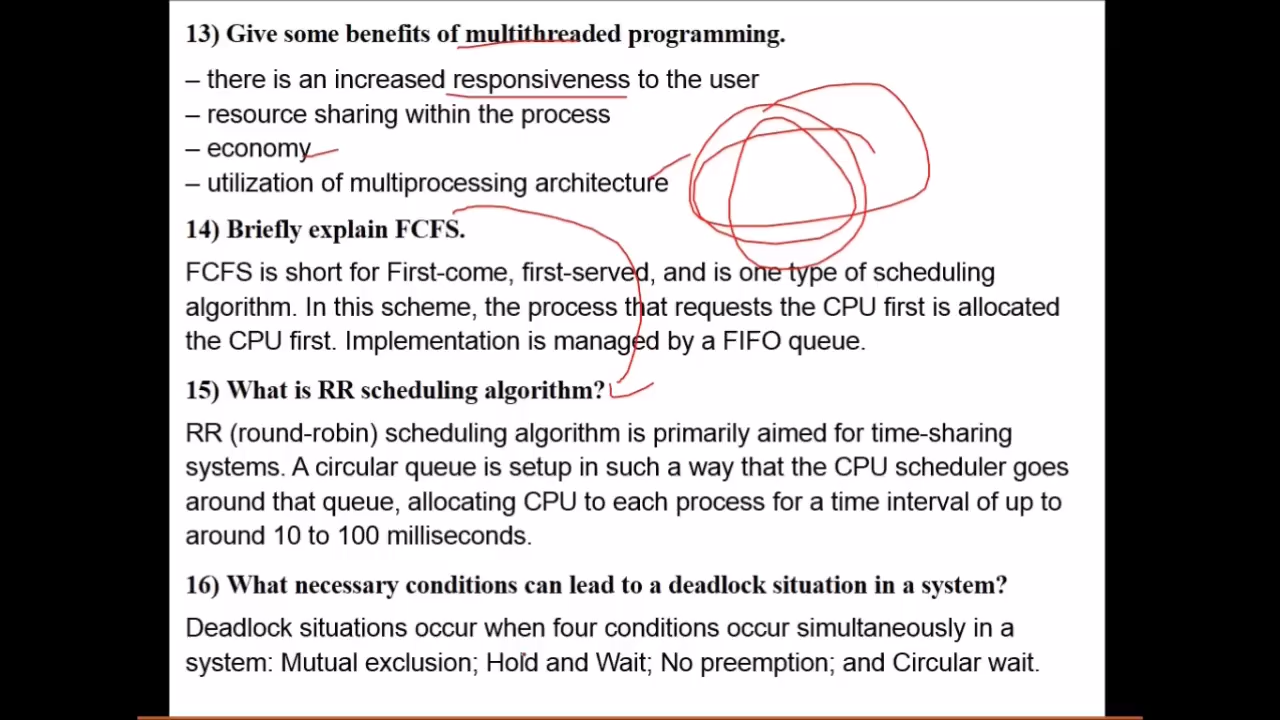 13) Give some benefits of multithreaded programming.
– there is an increased responsiveness to the user
– resource sharing within the process
– economy
– utilization of multiprocessing architecture
14) Briefly explain FCFS.
FCFS is short for First-come, first-served, and is one type of scheduling
algorithm. In this scheme, the process that requests the CPU first is allocated
the CPU first. Implementation is managed by a FIFO queue.
15) What is RR scheduling algorithm?
RR (round-robin) scheduling algorithm is primarily aimed for time-sharing
systems. A circular queue is setup in such a way that the CPU scheduler goes
around that queue, allocating CPU to each process for a time interval of up to
around 10 to 100 milliseconds.
16) What necessary conditions can lead to a deadlock situation in a system?
Deadlock situations occur when four conditions occur simultaneously in a
system: Mutual exclusion; Hold and Wait; No preemption; and Circular wait.